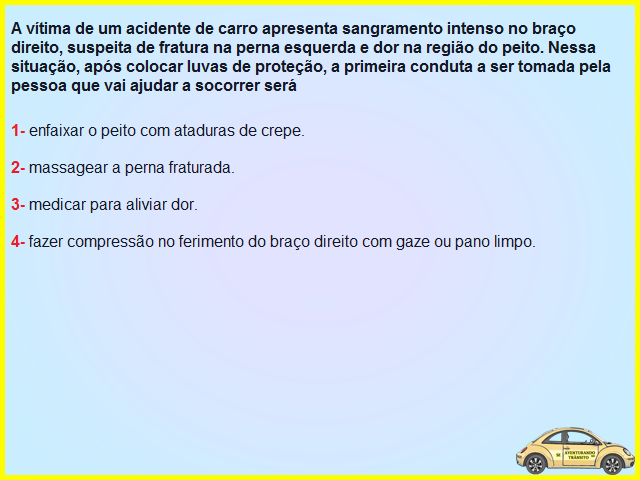 A vítima de um acidente de carro apresenta sangramento intenso no braço
direito, suspeita de fratura na perna esquerda e dor na região do peito. Nessa
situação, após colocar luvas de proteção, a primeira conduta a ser tomada pela
pessoa que vai ajudar a socorrer será
1- enfaixar o peito com ataduras de crepe.
2- massagear a perna fraturada.
3- medicar para aliviar dor.
4- fazer compressão no ferimento do braço direito com gaze ou pano limpo.
AVENTURANDO
TRÂNSITO